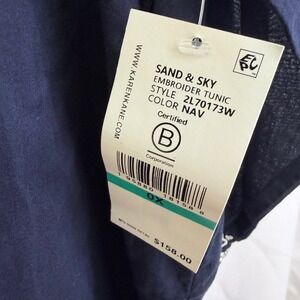 WWW.KARENKANE.COM
SAND & SKY
EMBROIDER TUNIC
STYLE 2L70173W
COLOR NAV
Certified
B
Corporation
0X
$158.00